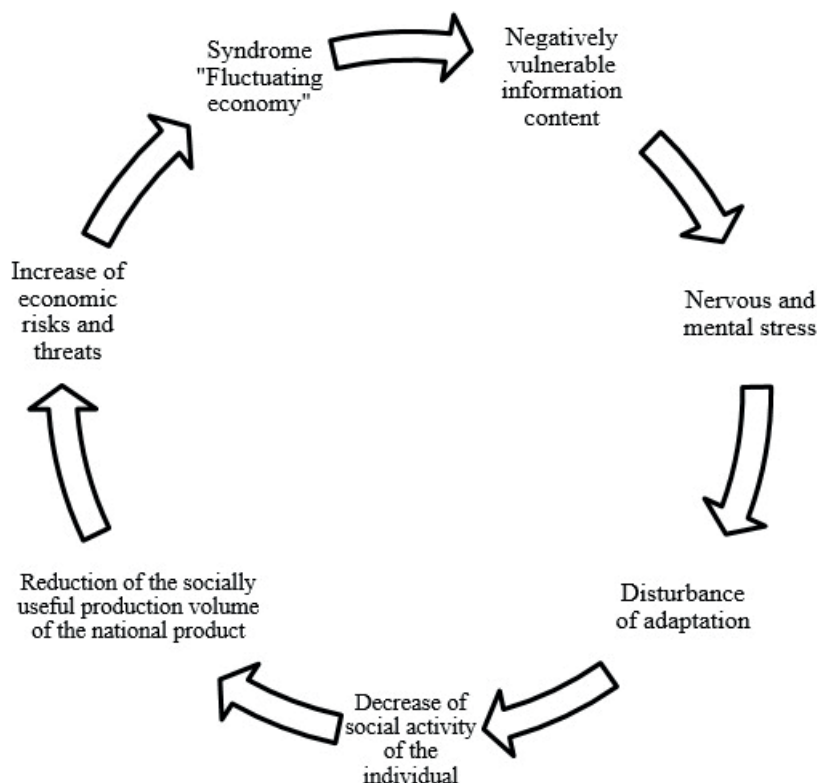 Syndrome
"Fluctuating
economy"
Negatively
vulnerable
information
content
Nervous and
mental stress
Disturbance
of adaptation
Decrease of
social activity
of the
individual
Reduction of the socially
useful production volume
of the national product
Increase of
economic
risks and
threats